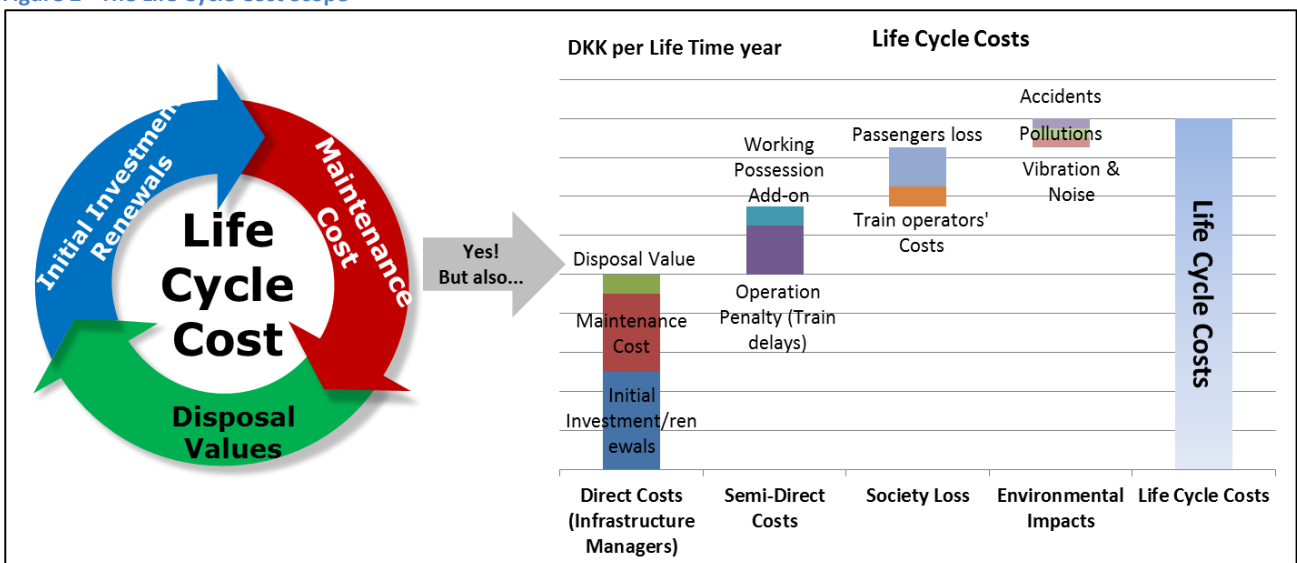 Figure - The Life Cycle Cost scope
Initial Investment
Renewals
Maintenance
Cost
Life
Cycle
Cost
Disposal
Values
Yes!
But also...
DKK per Life Time year
Life Cycle Costs
Disposal Value
Maintenance
Cost
Initial
Investment/ren
ewals
Working
Possession
Add-on
Operation
Penalty (Train
delays)
Passengers loss
Train operators'
Costs
Accidents
Pollutions
Vibration &
Noise
Life Cycle Costs
Direct Costs
(Infrastructure
Managers)
Semi-Direct
Costs
Society Loss
Environmental
Impacts
Life Cycle Costs